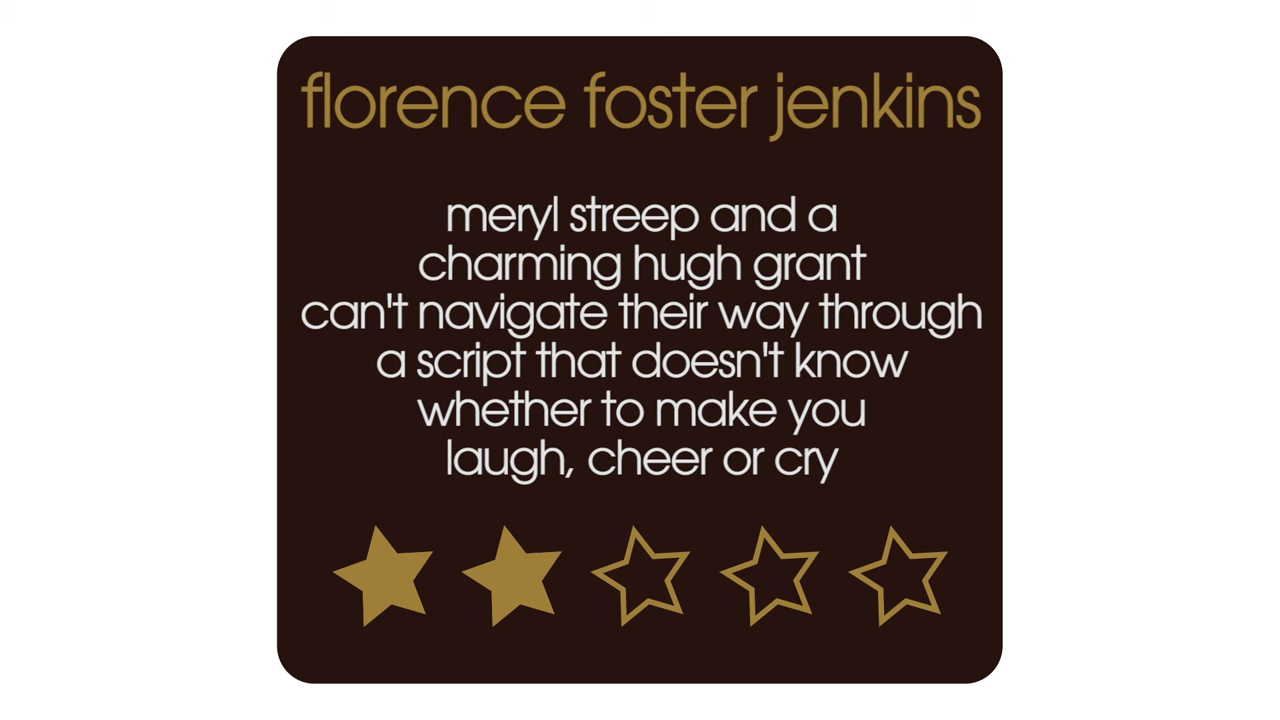 florence foster jenkins
meryl streep and a
charming hugh grant
can't navigate their way through
a script that doesn't know
whether to make you
laugh, cheer or cry